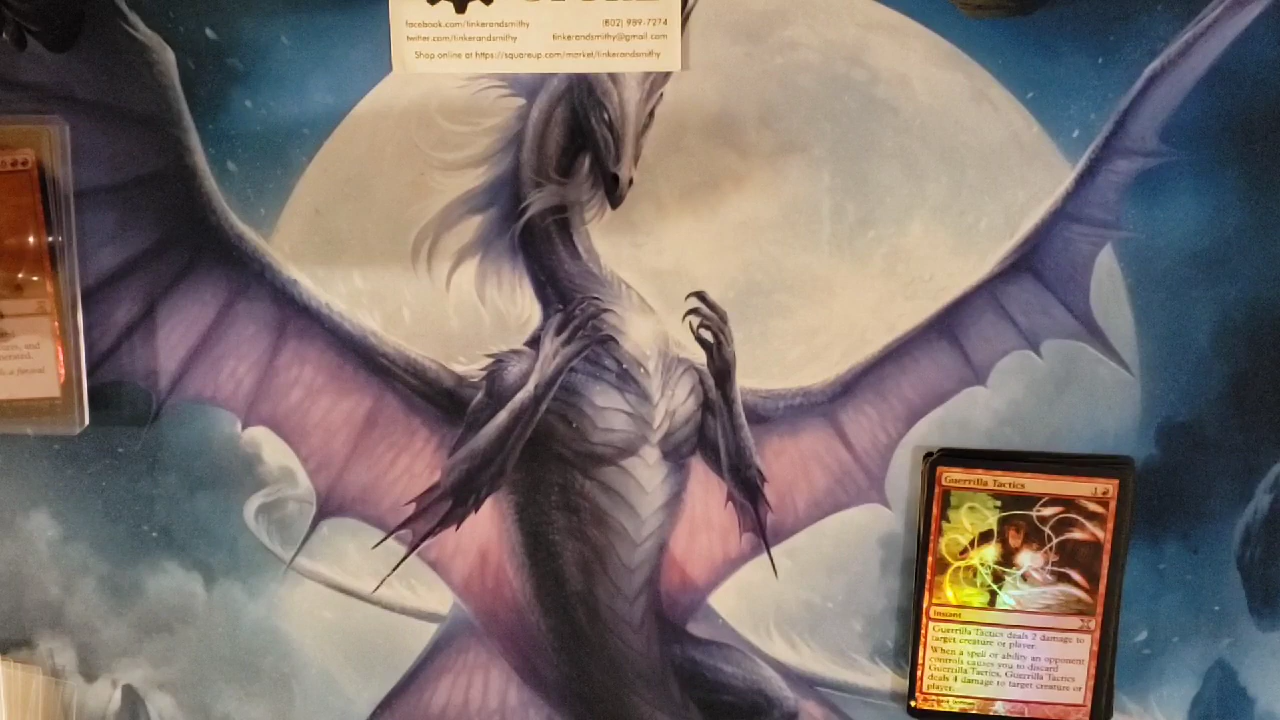 facebook.com/tinkerandsmithy
(802) 989-7274
twitter.com/tinkerandsmithy
tinkerandsmithy@gmail.com
Shop online at https://squareup.com/market/tinkerandsmithy
Guerrilla Tactics
1
Instant
Guerrilla Tactics deals 2 damage to
target creature or player.
When a spell or ability an opponent
controls causes you to discard
Guerrilla Tactics, Guerrilla Tactics
deals 4 damage to target creature or
player.